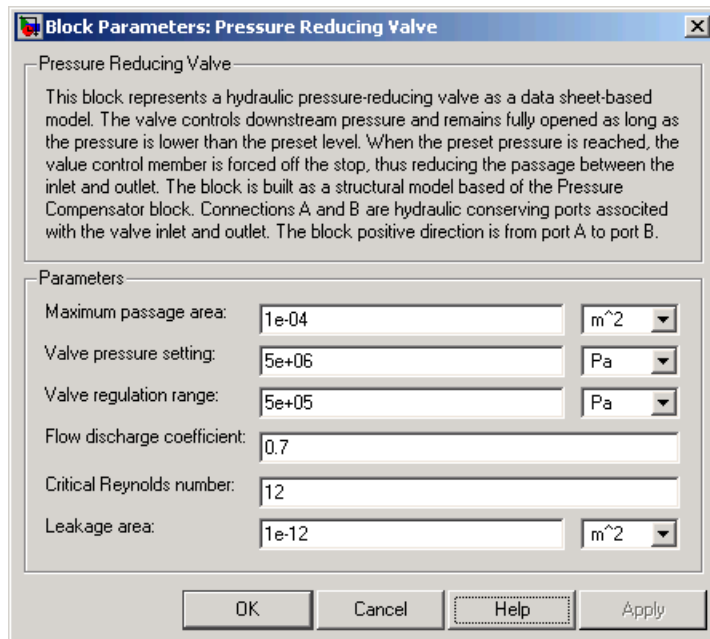 Block Parameters: Pressure Reducing Valve
Pressure Reducing Valve
This block represents a hydraulic pressure-reducing valve as a data sheet-based
model. The valve controls downstream pressure and remains fully opened as long as
the pressure is lower than the preset level. When the preset pressure is reached, the
value control member is forced off the stop, thus reducing the passage between the
inlet and outlet. The block is built as a structural model based of the Pressure
Compensator block. Connections A and B are hydraulic conserving ports associted
with the valve inlet and outlet. The block positive direction is from port A to port B.
Parameters
Maximum passage area: 1e-04 m^2
Valve pressure setting: 5e+06 Pa
Valve regulation range: 5e+05 Pa
Flow discharge coefficient: 0.7
Critical Reynolds number: 12
Leakage area: 1e-12 m^2
OK Cancel Help Apply